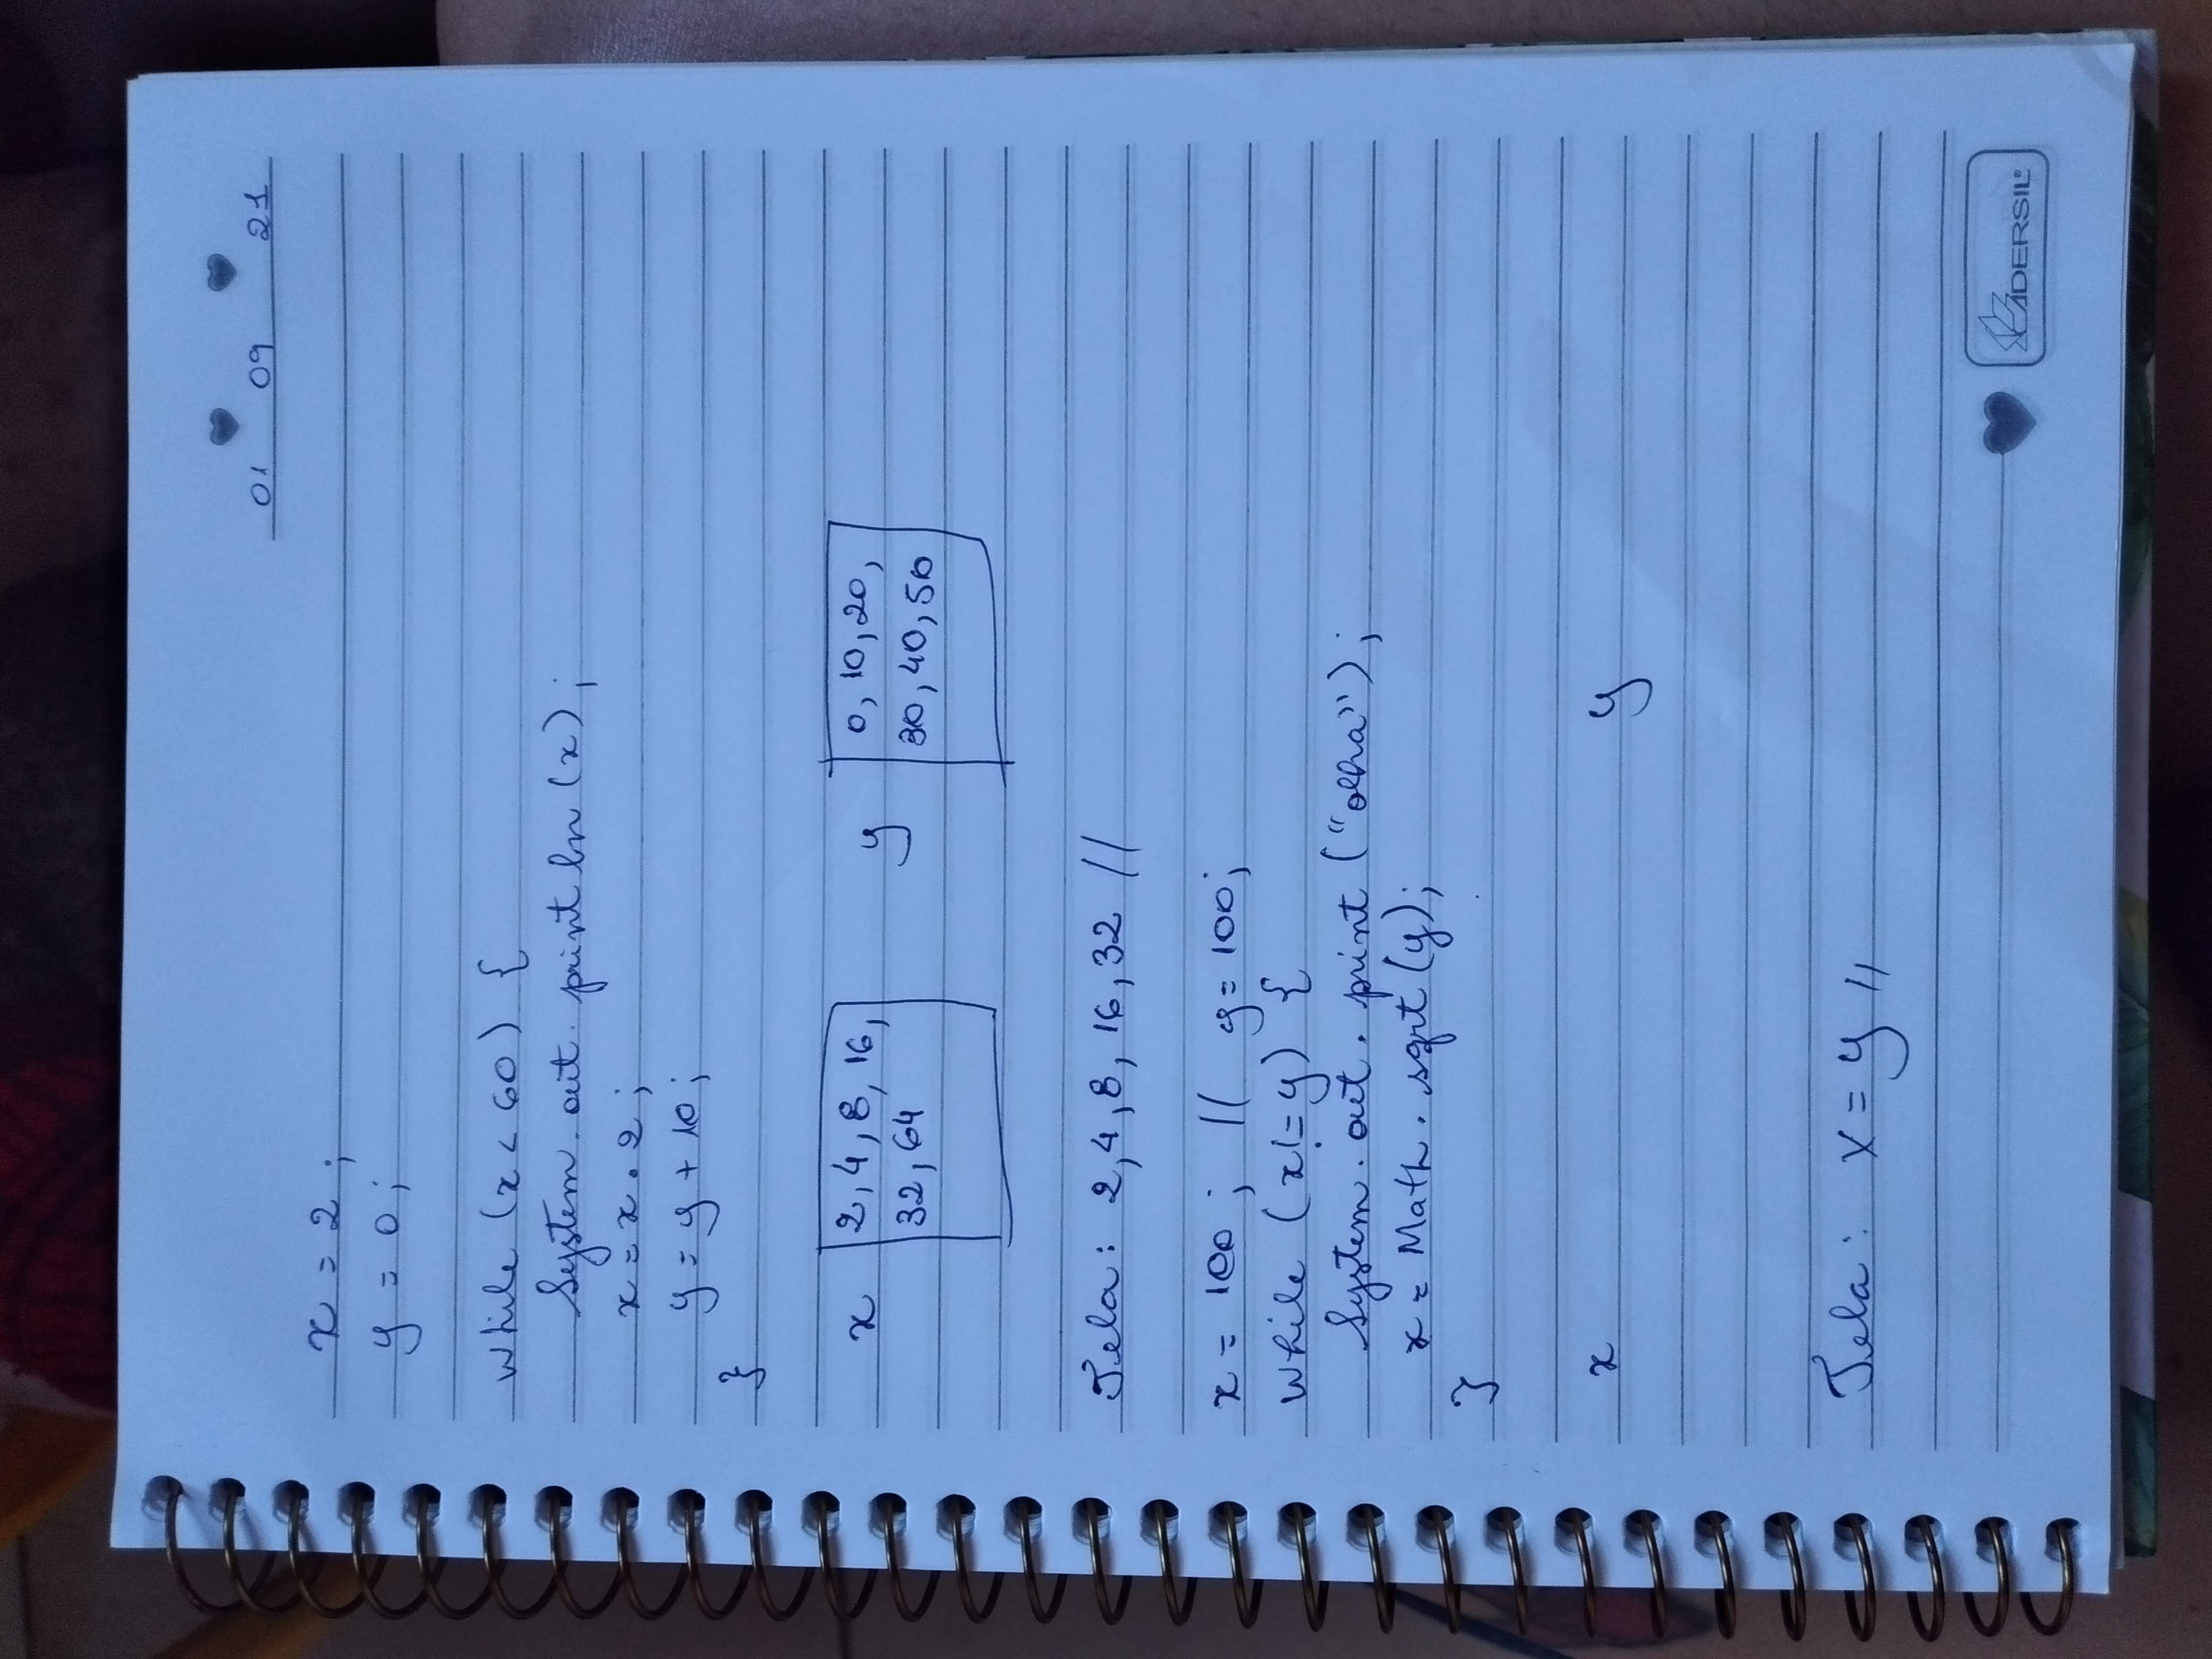 01 09 21
x = 2;
y = 0;
while (x < 60) {
System.out.println(x);
x = x . 2;
y = y + 10;
}
x 2, 4, 8, 16, y 0, 10, 20,
32, 64 30, 40, 50
Tela: 2, 4, 8, 16, 32 //
x = 100; // y = 100;
while (x != y) {
System.out.print("olha");
x = Math.sqrt(y);
}
x y
Tela: x = y //
ADERSIL